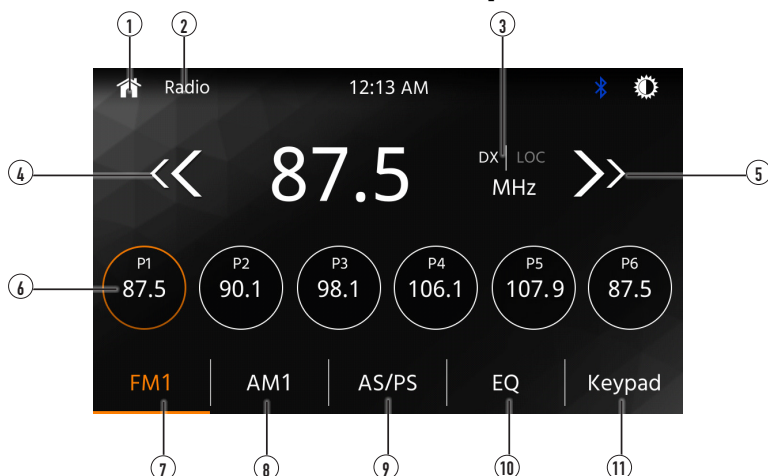 1 2 3
Radio 12:13 AM
DX LOC
4 87.5 5
MHz
P1 P2 P3 P4 P5 P6
6 87.5 90.1 98.1 106.1 107.9 87.5
FM1 AM1 AS/PS EQ Keypad
7 8 9 10 11